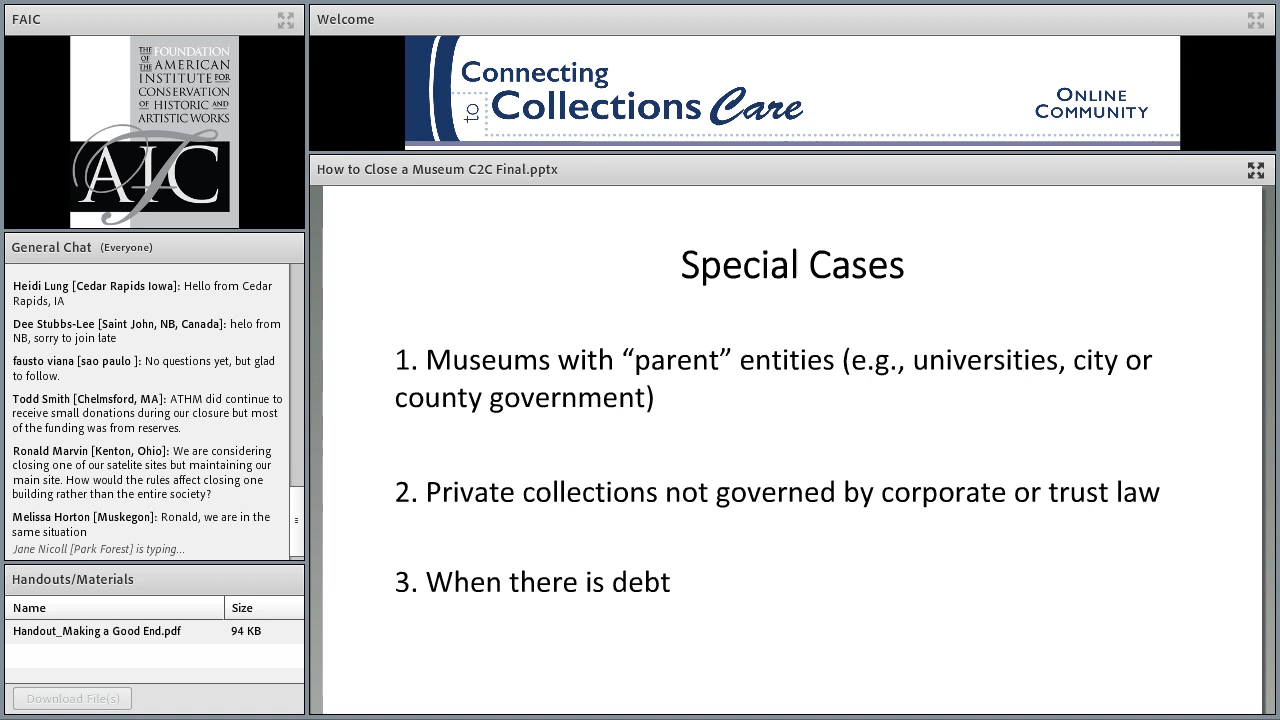 FAIC
THE FOUNDATION
OF THE AMERICAN
INSTITUTE FOR
CONSERVATION
OF HISTORIC AND
ARTISTIC WORKS
AIC
General Chat (Everyone)
Heidi Lung [Cedar Rapids Iowa]: Hello from Cedar
Rapids, IA
Dee Stubbs-Lee [Saint John, NB, Canada]: helo from
NB, sorry to join late
fausto viana [sao paulo ]: No questions yet, but glad
to follow.
Todd Smith [Chelmsford, MA]: ATHM did continue to
receive small donations during our closure but most
of the funding was from reserves.
Ronald Marvin [Kenton, Ohio]: We are considering
closing one of our satelite sites but maintaining our
main site. How would the rules affect closing one
building rather than the entire society?
Melissa Horton [Muskegon]: Ronald, we are in the
same situation
Jane Nicoll [Park Forest] is typing...
Handouts/Materials
Name Size
Handout_Making a Good End.pdf 94 KB
Download File(s)
Welcome
Connecting
to Collections Care
ONLINE
COMMUNITY
How to Close a Museum C2C Final.pptx
Special Cases
1. Museums with “parent” entities (e.g., universities, city or
county government)
2. Private collections not governed by corporate or trust law
3. When there is debt